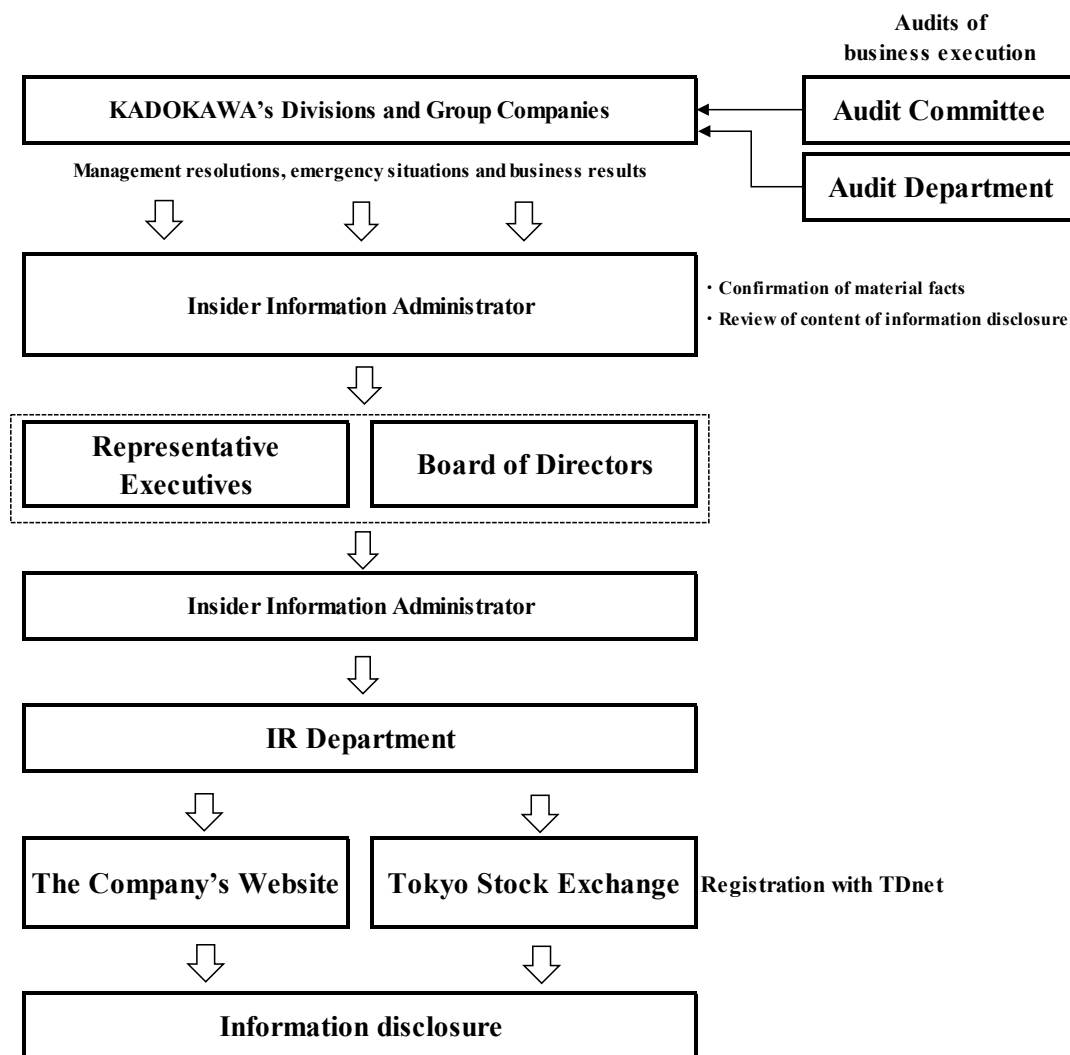 Audits of
business execution
KADOKAWA's Divisions and Group Companies
Audit Committee
Management resolutions, emergency situations and business results
Audit Department
Insider Information Administrator
・Confirmation of material facts
・Review of content of information disclosure
Representative
Executives
Board of Directors
Insider Information Administrator
IR Department
The Company's Website
Tokyo Stock Exchange
Registration with TDnet
Information disclosure